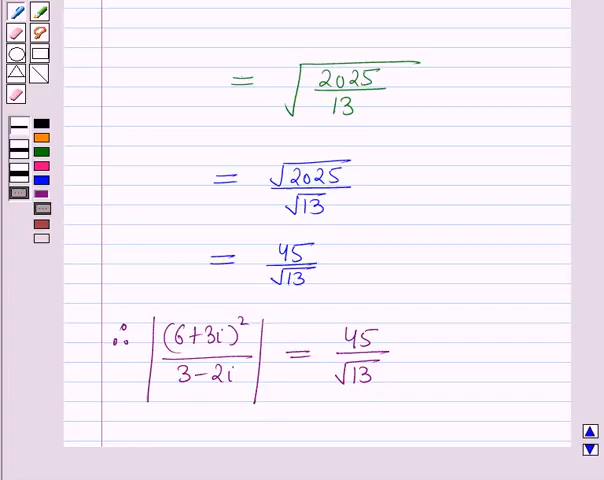 = √(2025/13)
= √2025/√13
= 45/√13
∴ |(6+3i)²/(3-2i)| = 45/√13